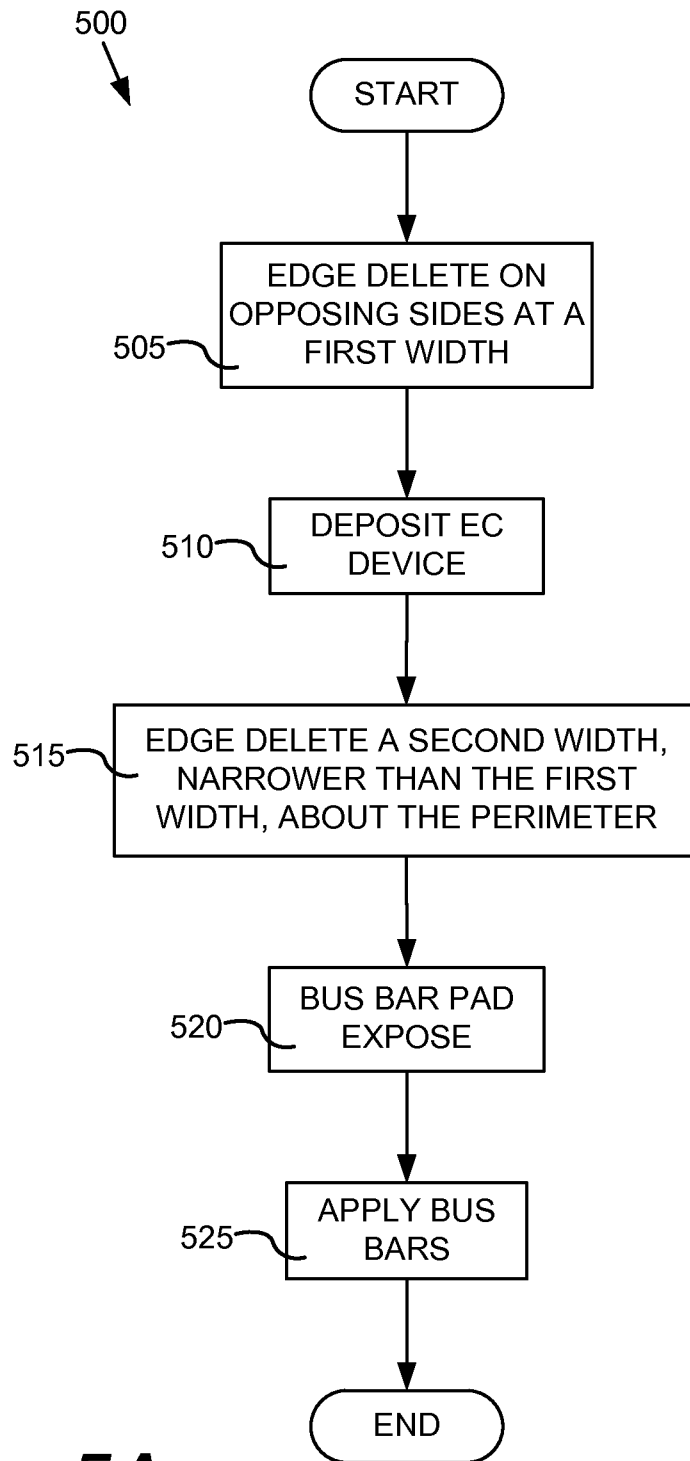 500
START
EDGE DELETE ON
OPPOSING SIDES AT A
FIRST WIDTH
505
DEPOSIT EC
DEVICE
510
EDGE DELETE A SECOND WIDTH,
NARROWER THAN THE FIRST
WIDTH, ABOUT THE PERIMETER
515
BUS BAR PAD
EXPOSE
520
APPLY BUS
BARS
525
END